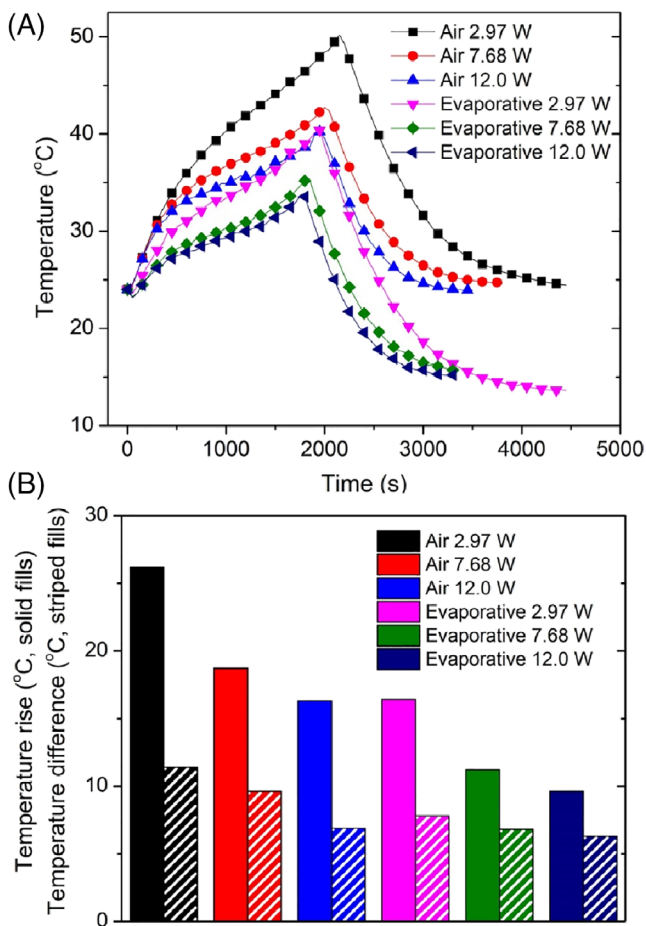 (A)
50
40
30
20
10
Temperature (°C)
Air 2.97 W
Air 7.68 W
Air 12.0 W
Evaporative 2.97 W
Evaporative 7.68 W
Evaporative 12.0 W
0 1000 2000 3000 4000 5000
Time (s)
(B)
30
20
10
0
Temperature rise (°C, solid fills)
Temperature difference (°C, striped fills)
Air 2.97 W
Air 7.68 W
Air 12.0 W
Evaporative 2.97 W
Evaporative 7.68 W
Evaporative 12.0 W